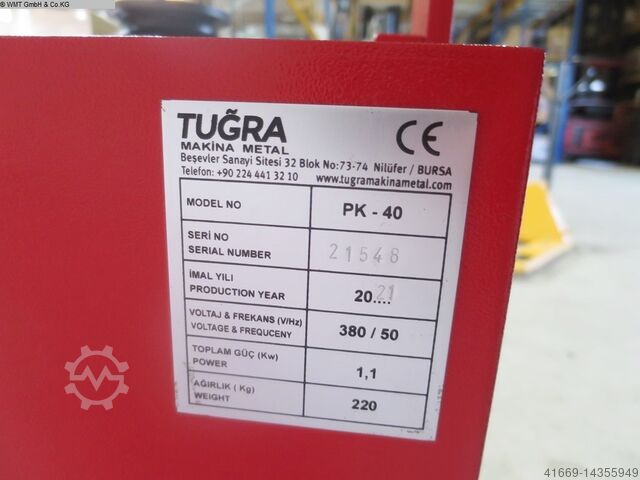 © WMT GmbH & Co.KG
TUĞRA
MAKİNA METAL
CE
Beşevler Sanayi Sitesi 32 Blok No:73-74 Nilüfer / BURSA
Telefon: +90 224 441 32 10 www.tugramakinametal.com
MODEL NO PK - 40
SERİ NO
SERIAL NUMBER 21548
İMAL YILI
PRODUCTION YEAR 20....21
VOLTAJ & FREKANS (V/Hz)
VOLTAGE & FREQUCENY 380 / 50
TOPLAM GÜÇ (Kw)
POWER 1,1
AĞIRLIK ( Kg)
WEIGHT 220
41669-14355949